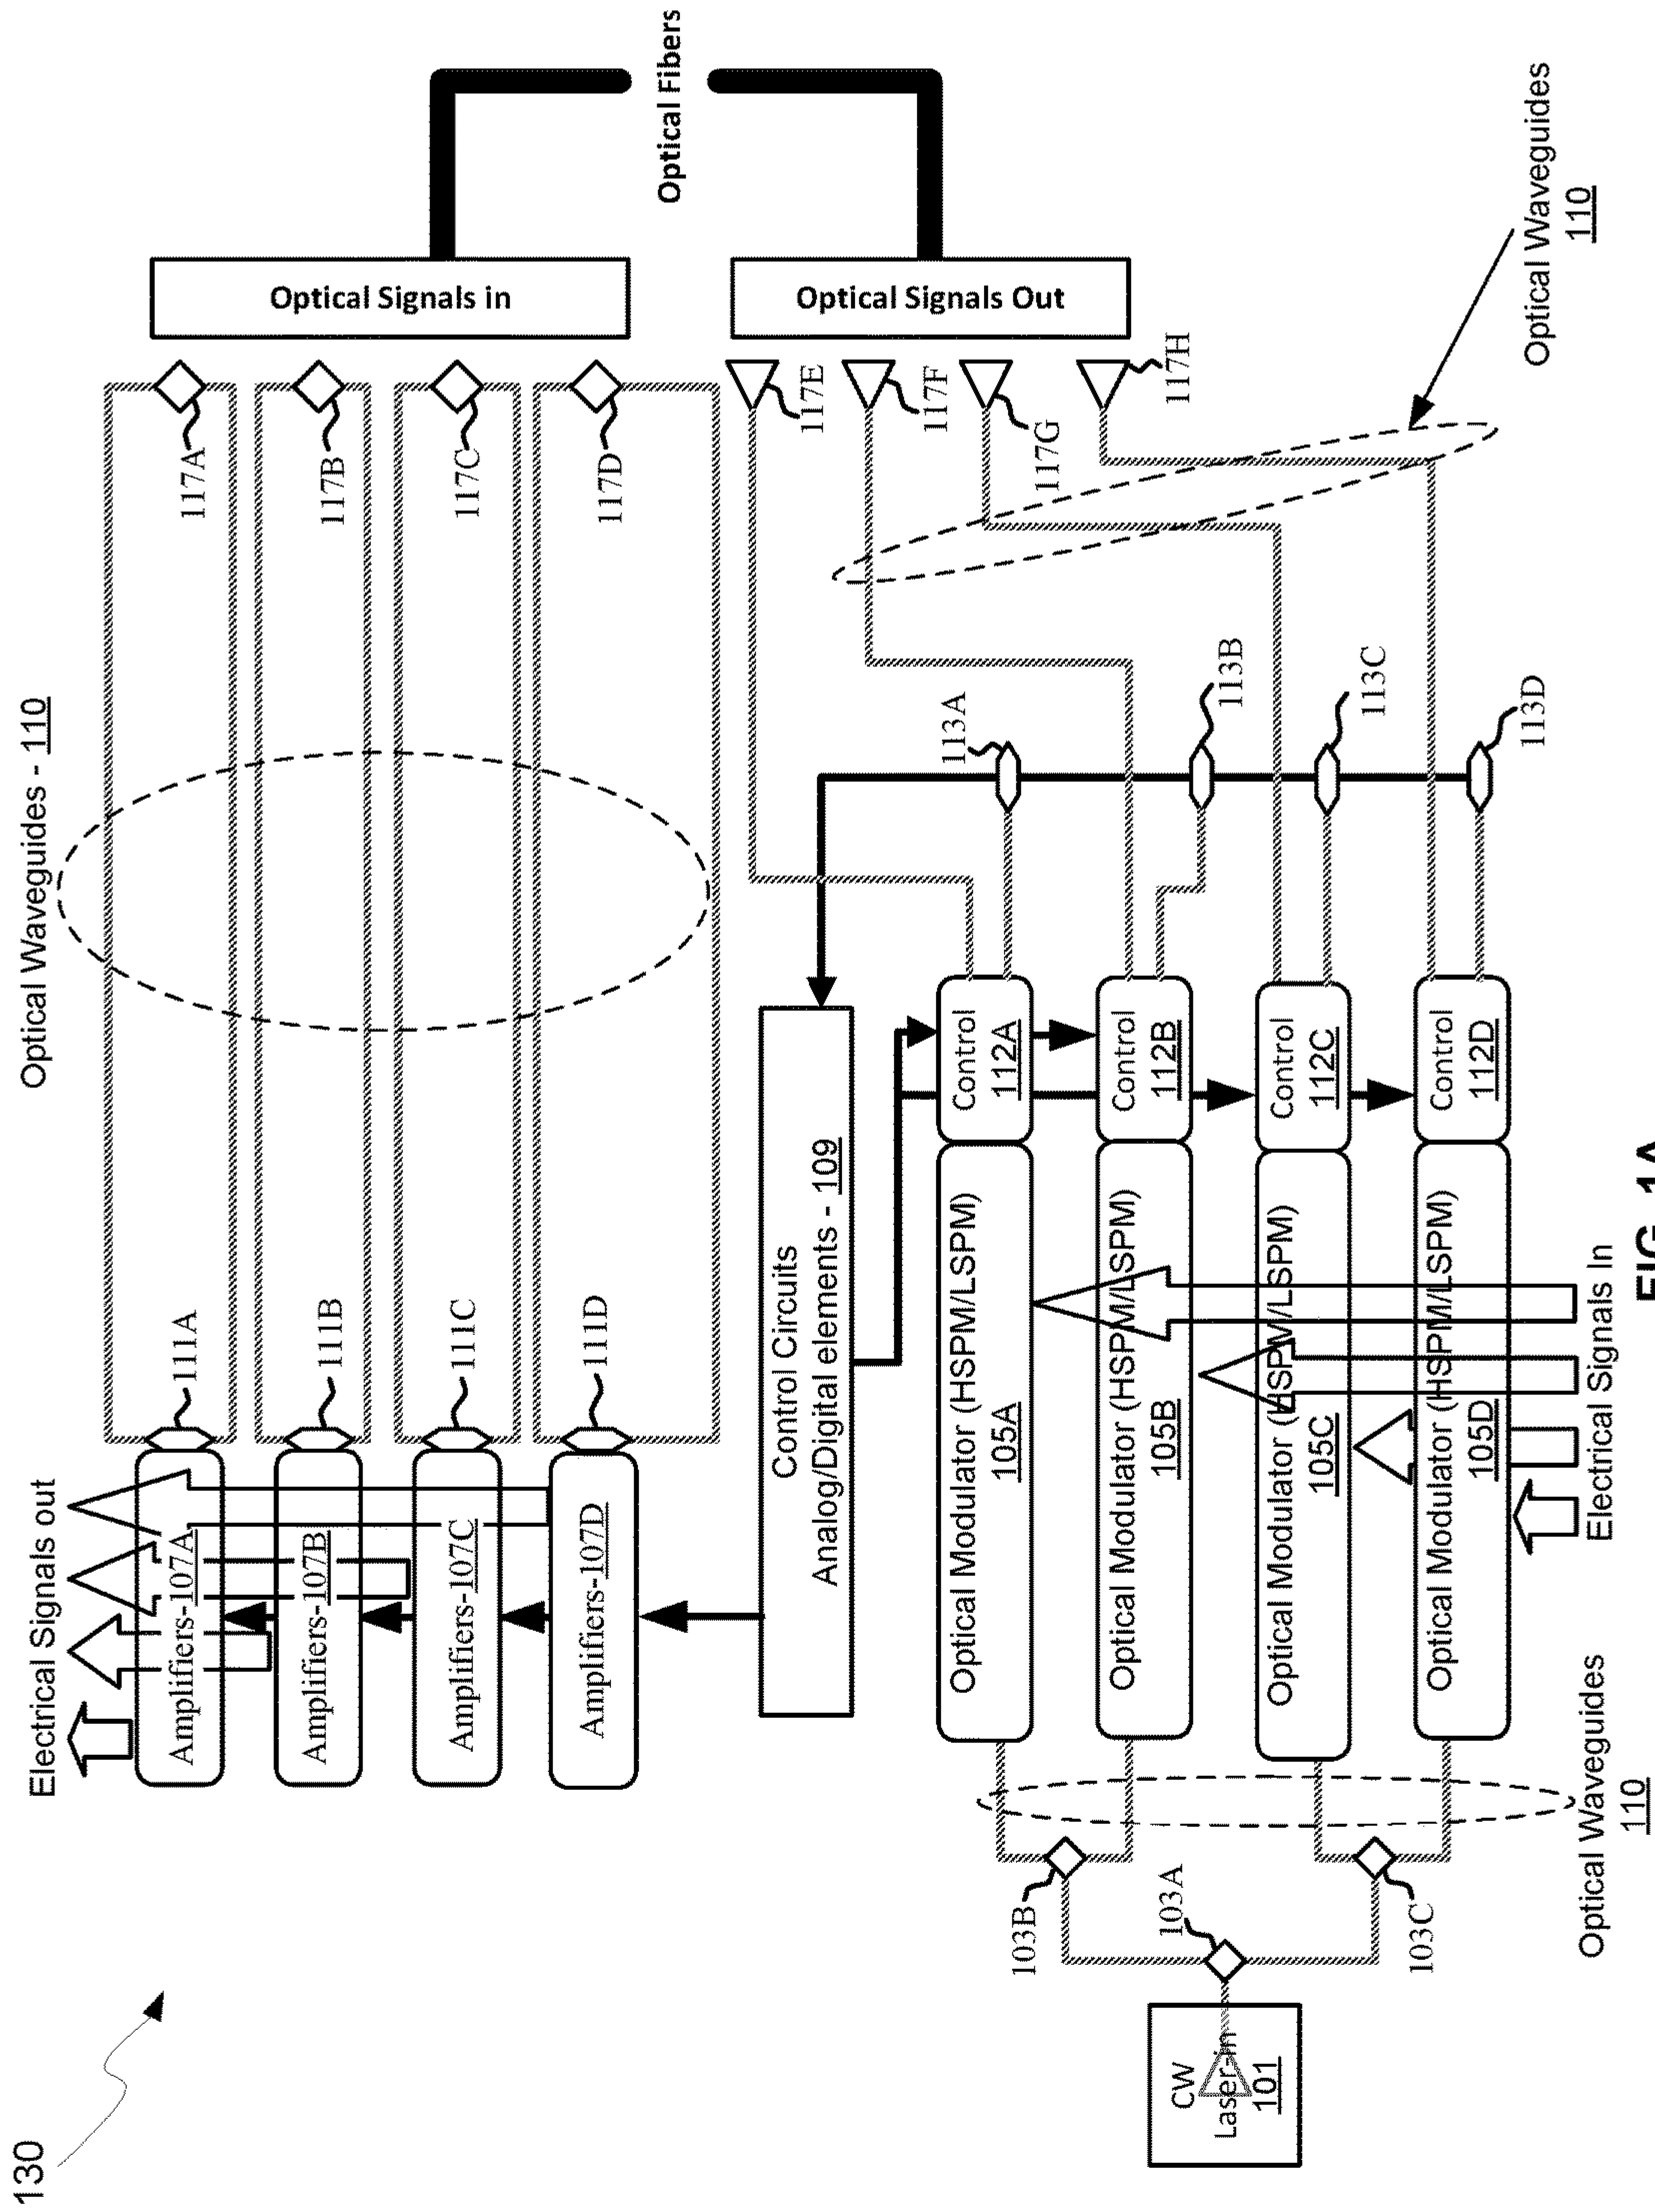 130
Optical Waveguides - 110
Electrical Signals out
Amplifiers-107A
Amplifiers-107B
Amplifiers-107C
Amplifiers-107D
111A
111B
111C
111D
117A
117B
117C
117D
Optical Signals in
Optical Fibers
Optical Signals Out
117E
117F
117G
117H
Optical Waveguides
110
Control Circuits
Analog/Digital elements - 109
113A
113B
113C
113D
Control
112A
Control
112B
Control
112C
Control
112D
Optical Modulator (HSPM/LSPM)
105A
Optical Modulator (HSPM/LSPM)
105B
Optical Modulator (HSPM/LSPM)
105C
Optical Modulator (HSPM/LSPM)
105D
Electrical Signals In
Optical Waveguides
110
103B
103A
103C
CW
Laser-in
101
FIG. 1A